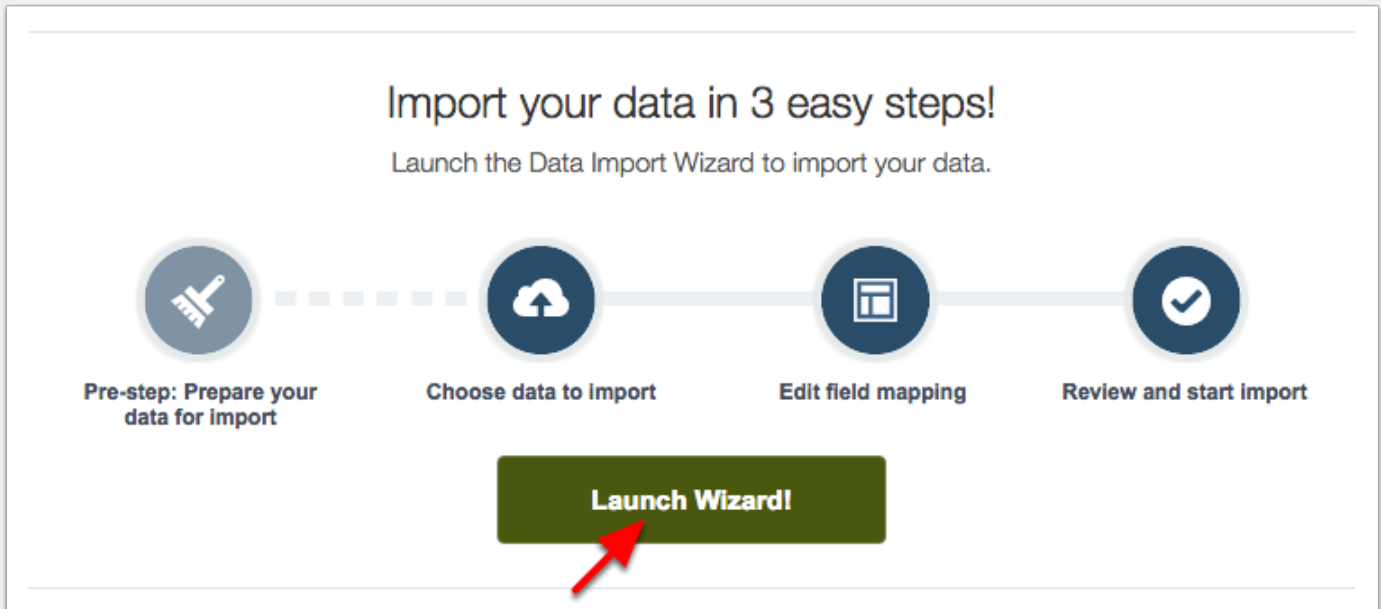 Import your data in 3 easy steps!
Launch the Data Import Wizard to import your data.
Pre-step: Prepare your
data for import
Choose data to import
Edit field mapping
Review and start import
Launch Wizard!